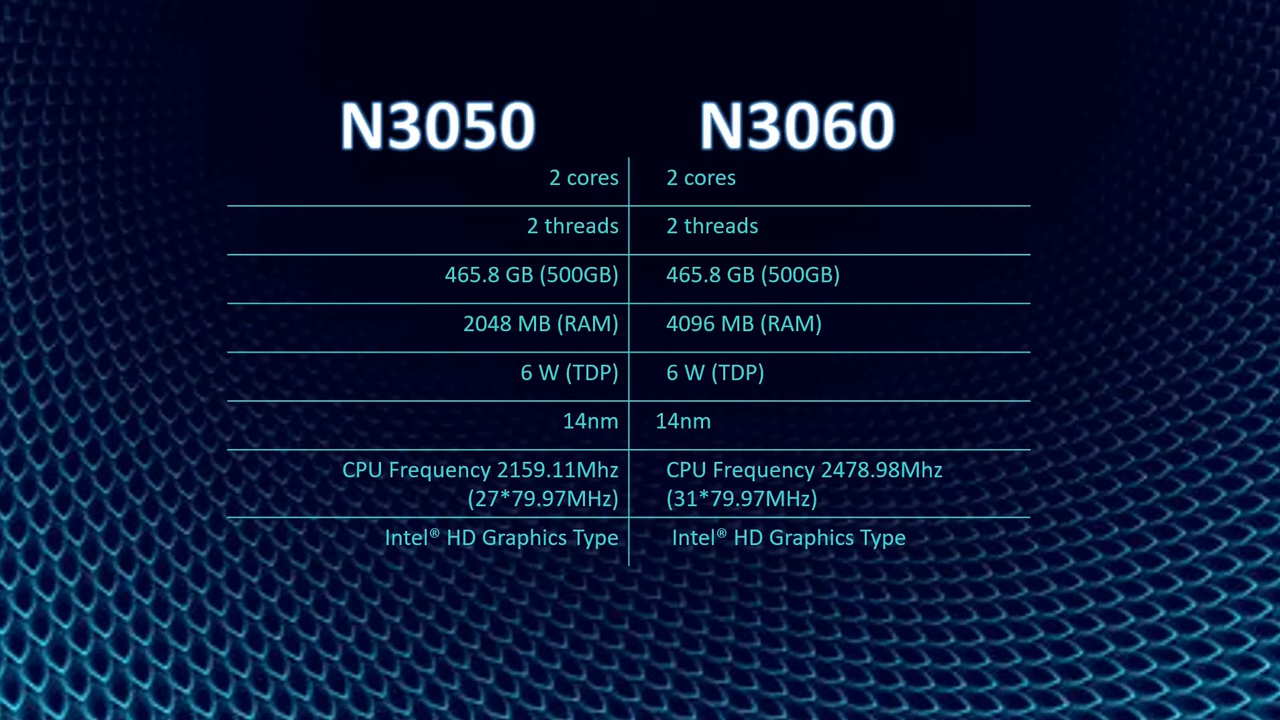 N3050 N3060
2 cores 2 cores
2 threads 2 threads
465.8 GB (500GB) 465.8 GB (500GB)
2048 MB (RAM) 4096 MB (RAM)
6 W (TDP) 6 W (TDP)
14nm 14nm
CPU Frequency 2159.11Mhz CPU Frequency 2478.98Mhz
(27*79.97MHz) (31*79.97MHz)
Intel® HD Graphics Type Intel® HD Graphics Type